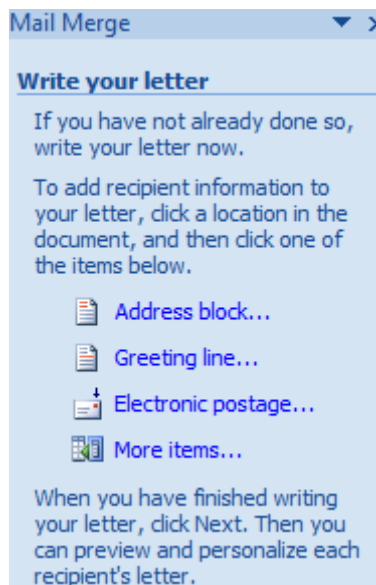 Mail Merge
Write your letter
If you have not already done so,
write your letter now.
To add recipient information to
your letter, click a location in the
document, and then click one of
the items below.
Address block...
Greeting line...
Electronic postage...
More items...
When you have finished writing
your letter, click Next. Then you
can preview and personalize each
recipient's letter.